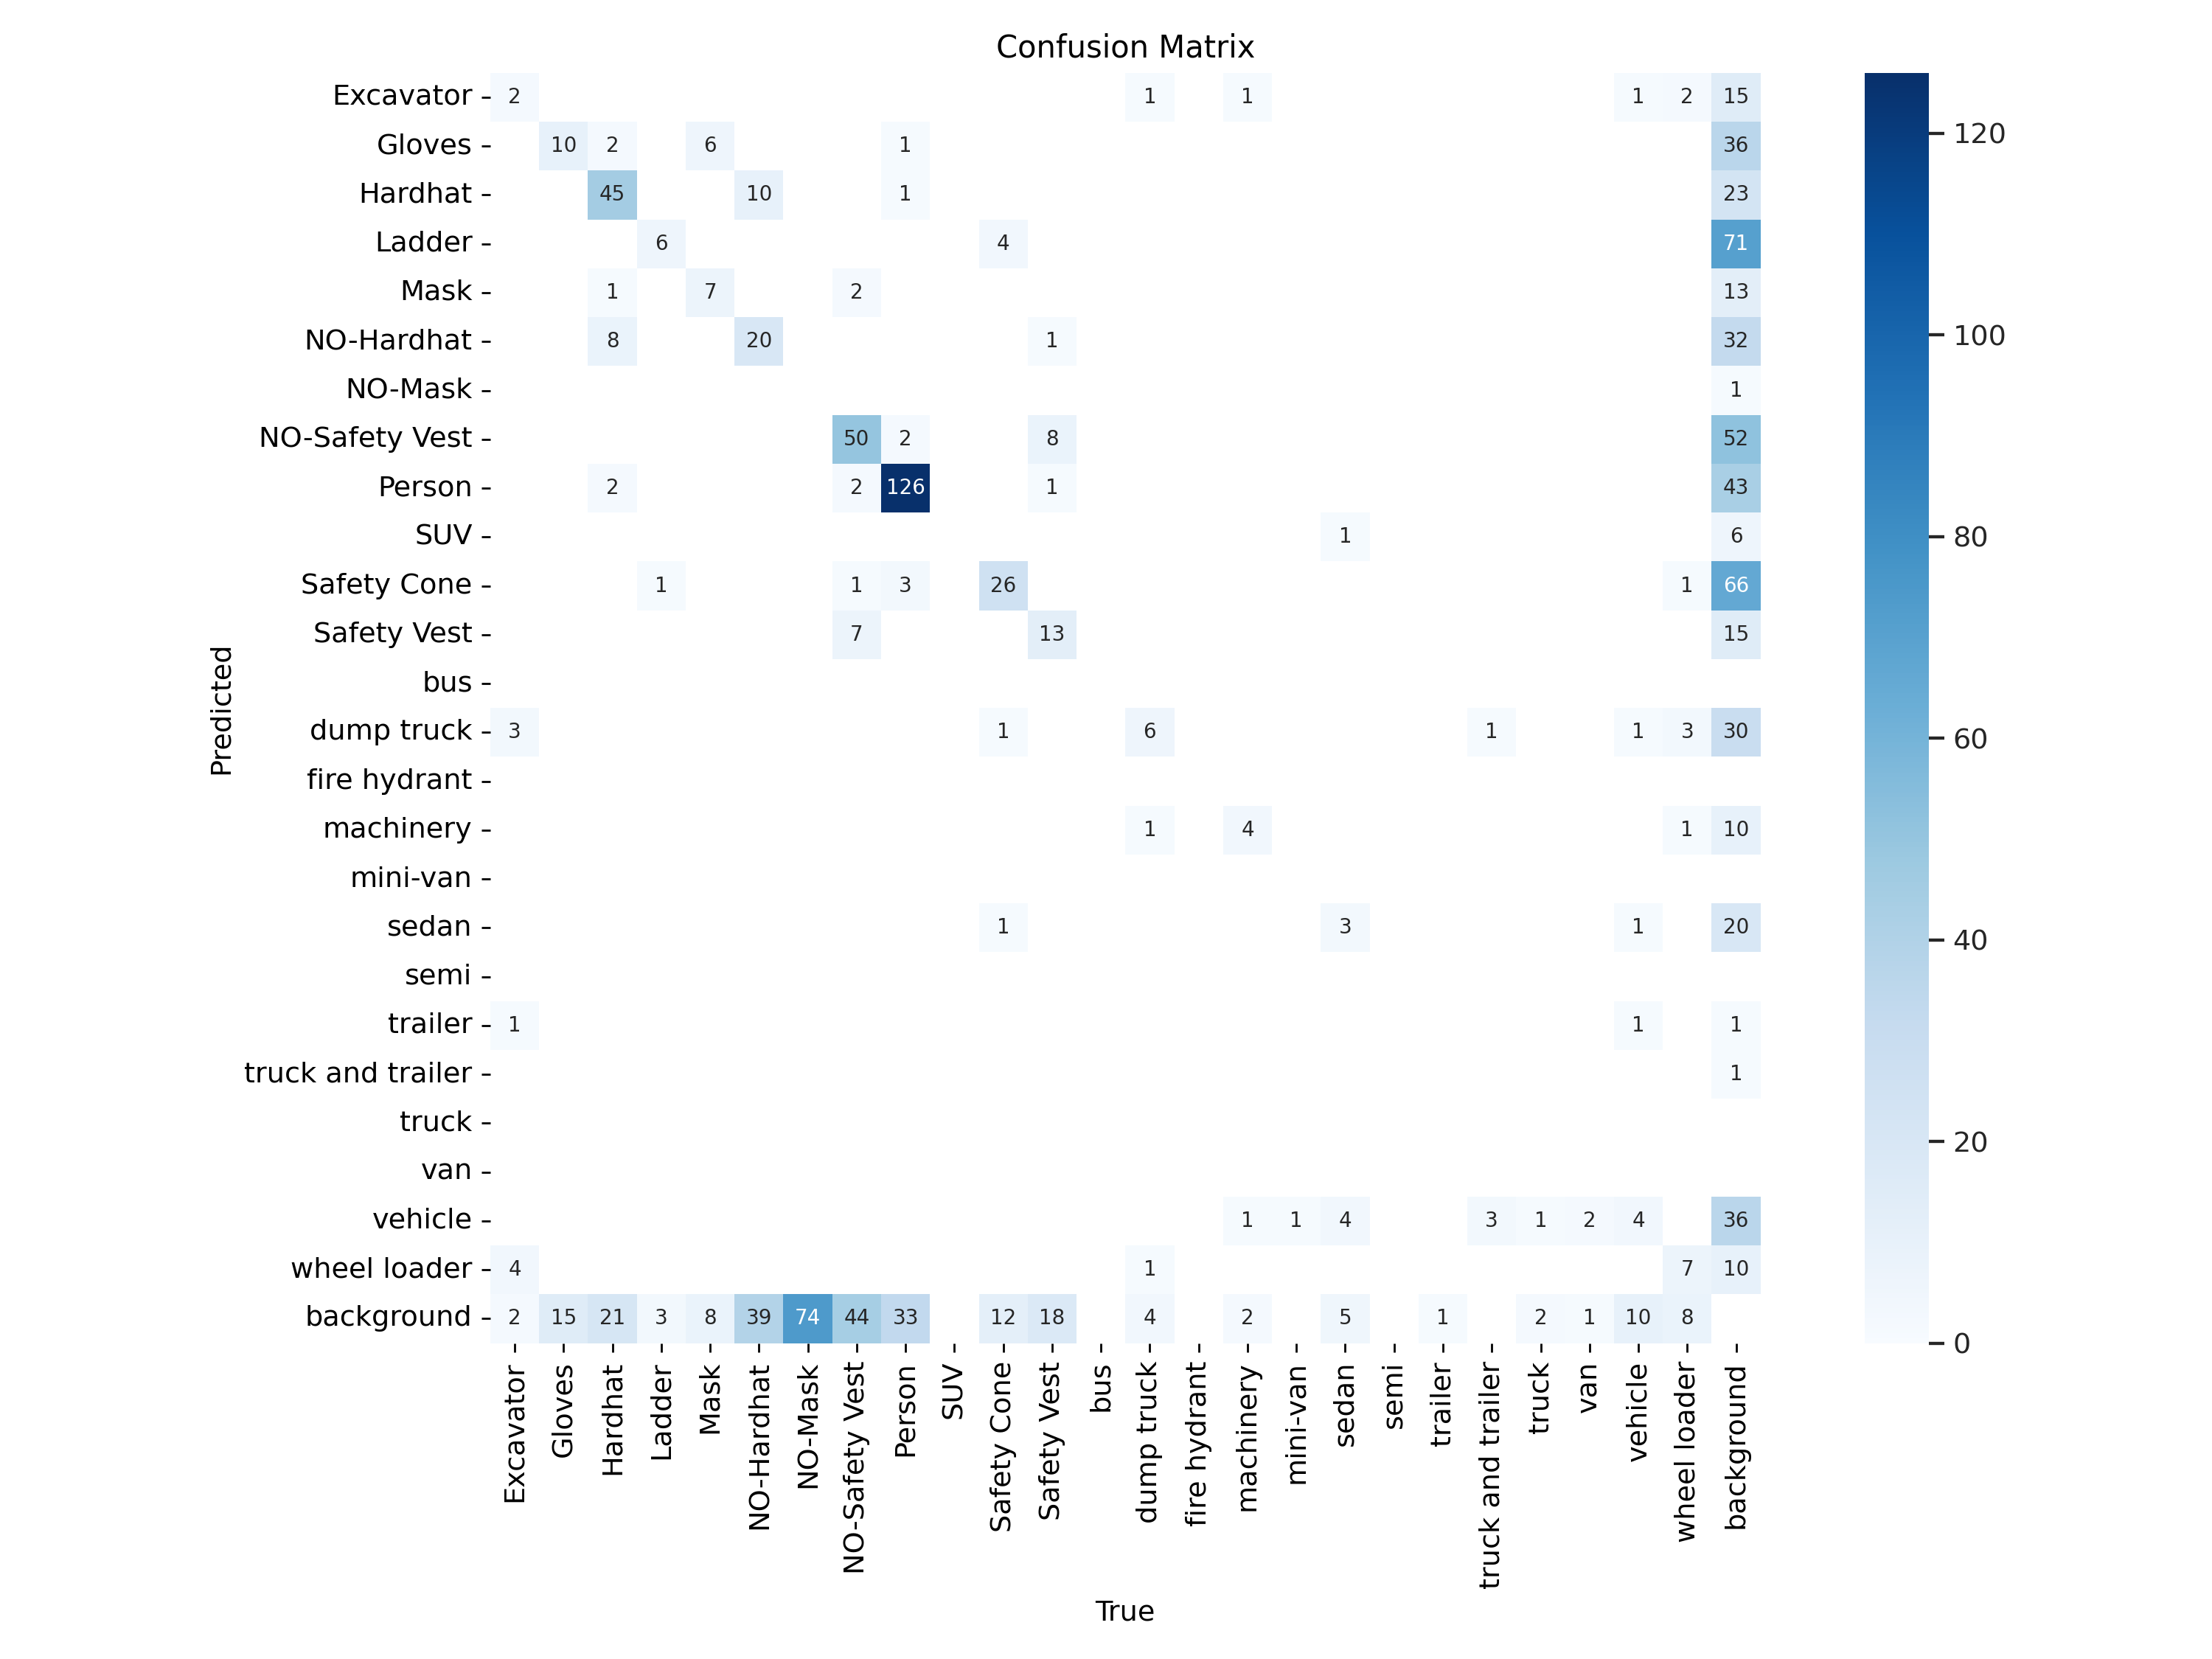 Confusion Matrix
Excavator 2 1 1 1 2 15
Gloves 10 2 6 1 36
Hardhat 45 10 1 23
Ladder 6 4 71
Mask 1 7 2 13
NO-Hardhat 8 20 1 32
NO-Mask 1
NO-Safety Vest 50 2 8 52
Person 2 2 126 1 43
SUV 1 6
Safety Cone 1 1 3 26 1 66
Safety Vest 7 13 15
bus
dump truck 3 1 6 1 1 3 30
fire hydrant
machinery 1 4 1 10
mini-van
sedan 1 3 1 20
semi
trailer 1 1 1
truck and trailer 1
truck
van
vehicle 1 1 4 3 1 2 4 36
wheel loader 4 1 7 10
background 2 15 21 3 8 39 74 44 33 12 18 4 2 5 1 2 1 10 8
Predicted
Excavator
Gloves
Hardhat
Ladder
Mask
NO-Hardhat
NO-Mask
NO-Safety Vest
Person
SUV
Safety Cone
Safety Vest
bus
dump truck
fire hydrant
machinery
mini-van
sedan
semi
trailer
truck and trailer
truck
van
vehicle
wheel loader
background
True
120
100
80
60
40
20
0